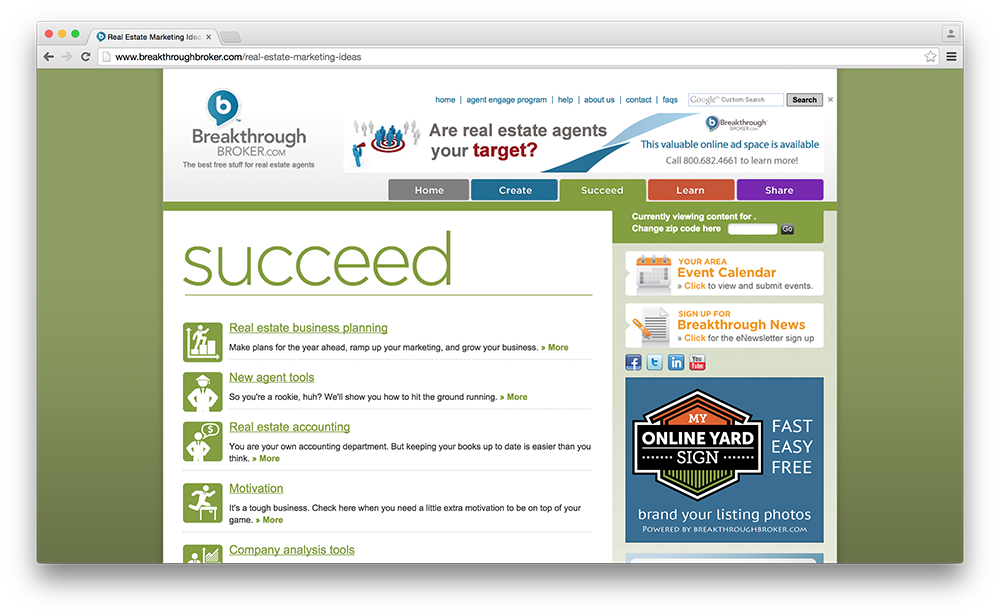 Real Estate Marketing Idea
www.breakthroughbroker.com/real-estate-marketing-ideas
home | agent engage program | help | about us | contact | faqs
Google™ Custom Search
Search
b
Breakthrough
BROKER.COM
The best free stuff for real estate agents
Are real estate agents
your target?
b Breakthrough
BROKER.com
This valuable online ad space is available
Call 800.682.4661 to learn more!
Home
Create
Succeed
Learn
Share
Currently viewing content for .
Change zip code here
Go
succeed
YOUR AREA
Event Calendar
» Click to view and submit events.
SIGN UP FOR
Breakthrough News
» Click for the eNewsletter sign up
You
Tube
Real estate business planning
Make plans for the year ahead, ramp up your marketing, and grow your business. » More
New agent tools
So you're a rookie, huh? We'll show you how to hit the ground running. » More
Real estate accounting
You are your own accounting department. But keeping your books up to date is easier than you
think. » More
Motivation
It's a tough business. Check here when you need a little extra motivation to be on top of your
game. » More
Company analysis tools
MY
ONLINE YARD
SIGN
FAST
EASY
FREE
brand your listing photos
POWERED BY BREAKTHROUGHBROKER.COM